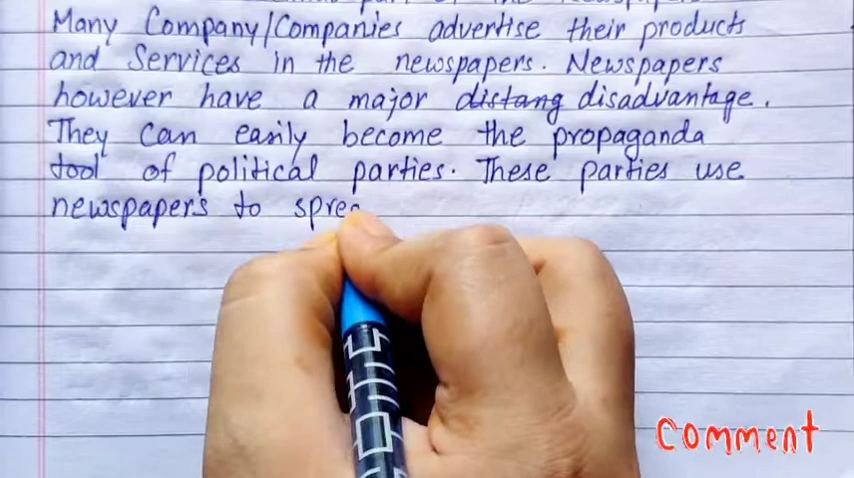 Many Company/Companies advertise their products
and Services in the newspapers. Newspapers
however have a major distang disadvantage.
They can easily become the propaganda
tool of political parties. These parties use
newspapers to sprea
comment